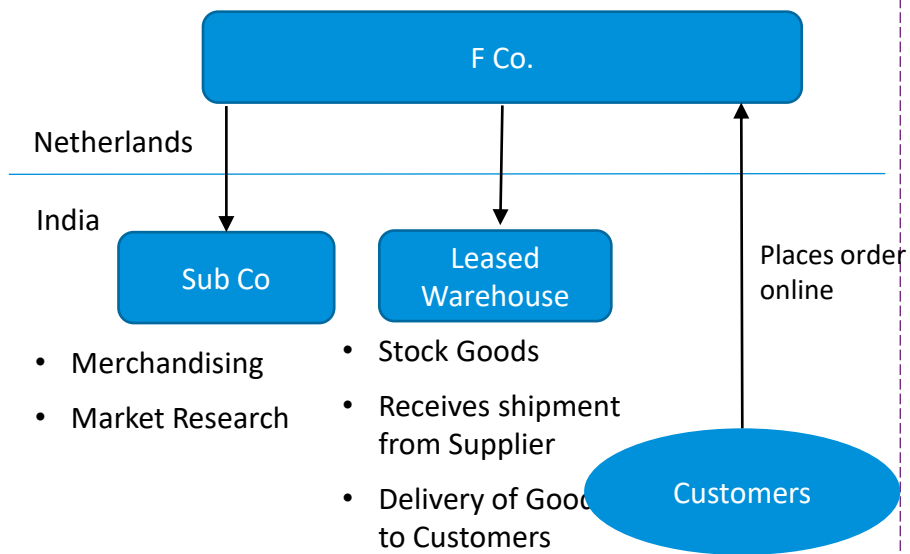 F Co.
Netherlands
India
Sub Co
Leased
Warehouse
Places order
online
• Merchandising
• Market Research
• Stock Goods
• Receives shipment
from Supplier
• Delivery of Good
to Customers
Customers